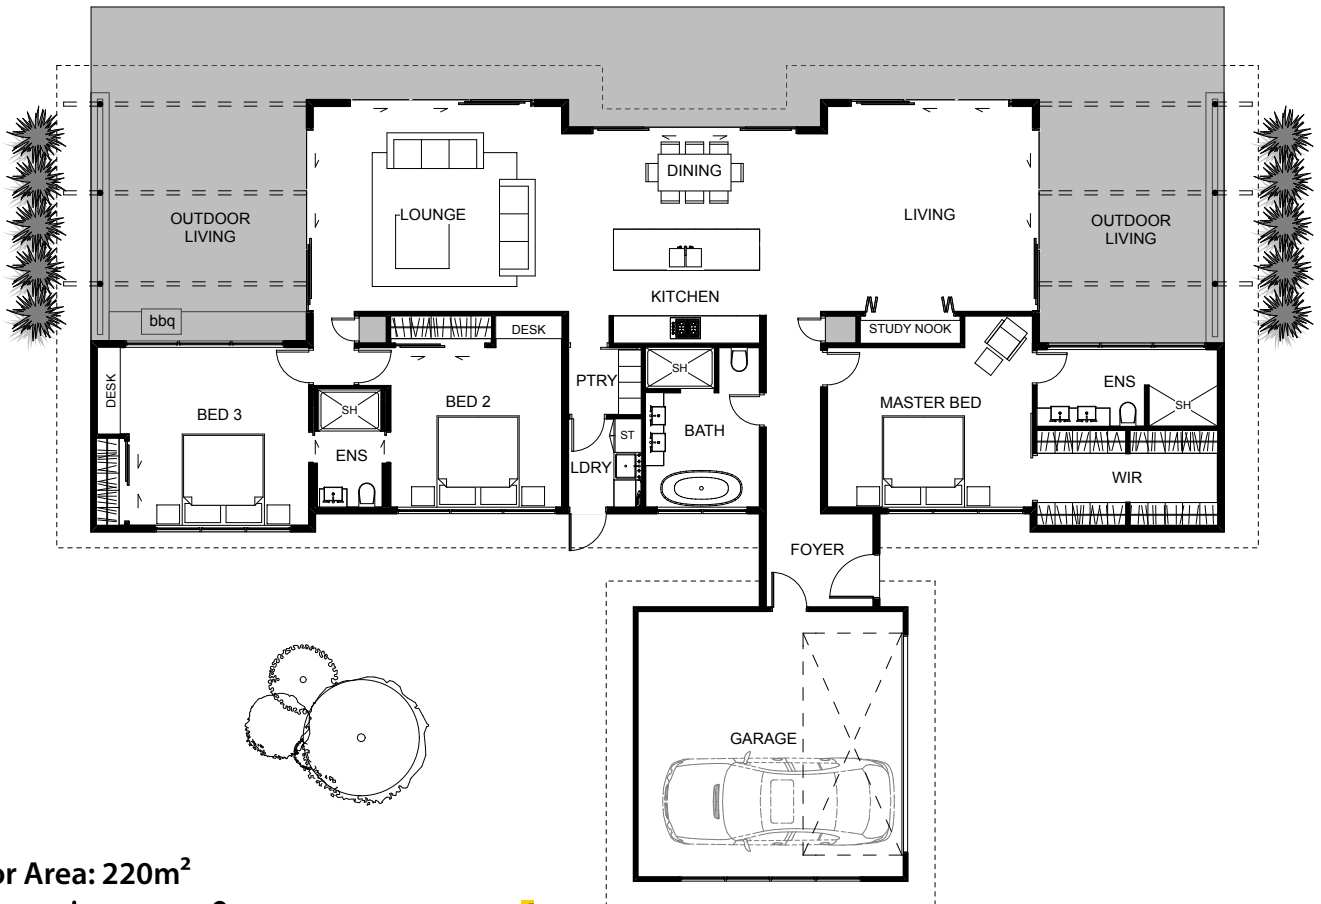 DINING
OUTDOOR
LIVING
LOUNGE
LIVING
OUTDOOR
LIVING
KITCHEN
bbq
DESK
STUDY NOOK
SH
PTRY
DESK
BED 3
SH
BED 2
ENS
MASTER BED
SH
BATH
ST
ENS
LDRY
WIR
FOYER
GARAGE
or Area: 220m²